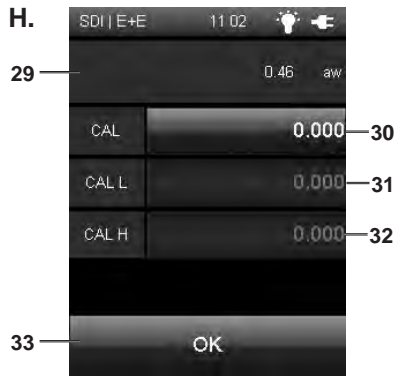 H.
SDI | E+E 11 02
29 0.46 aw
CAL 0.000 30
CAL L 0.000 31
CAL H 0.000 32
33 OK